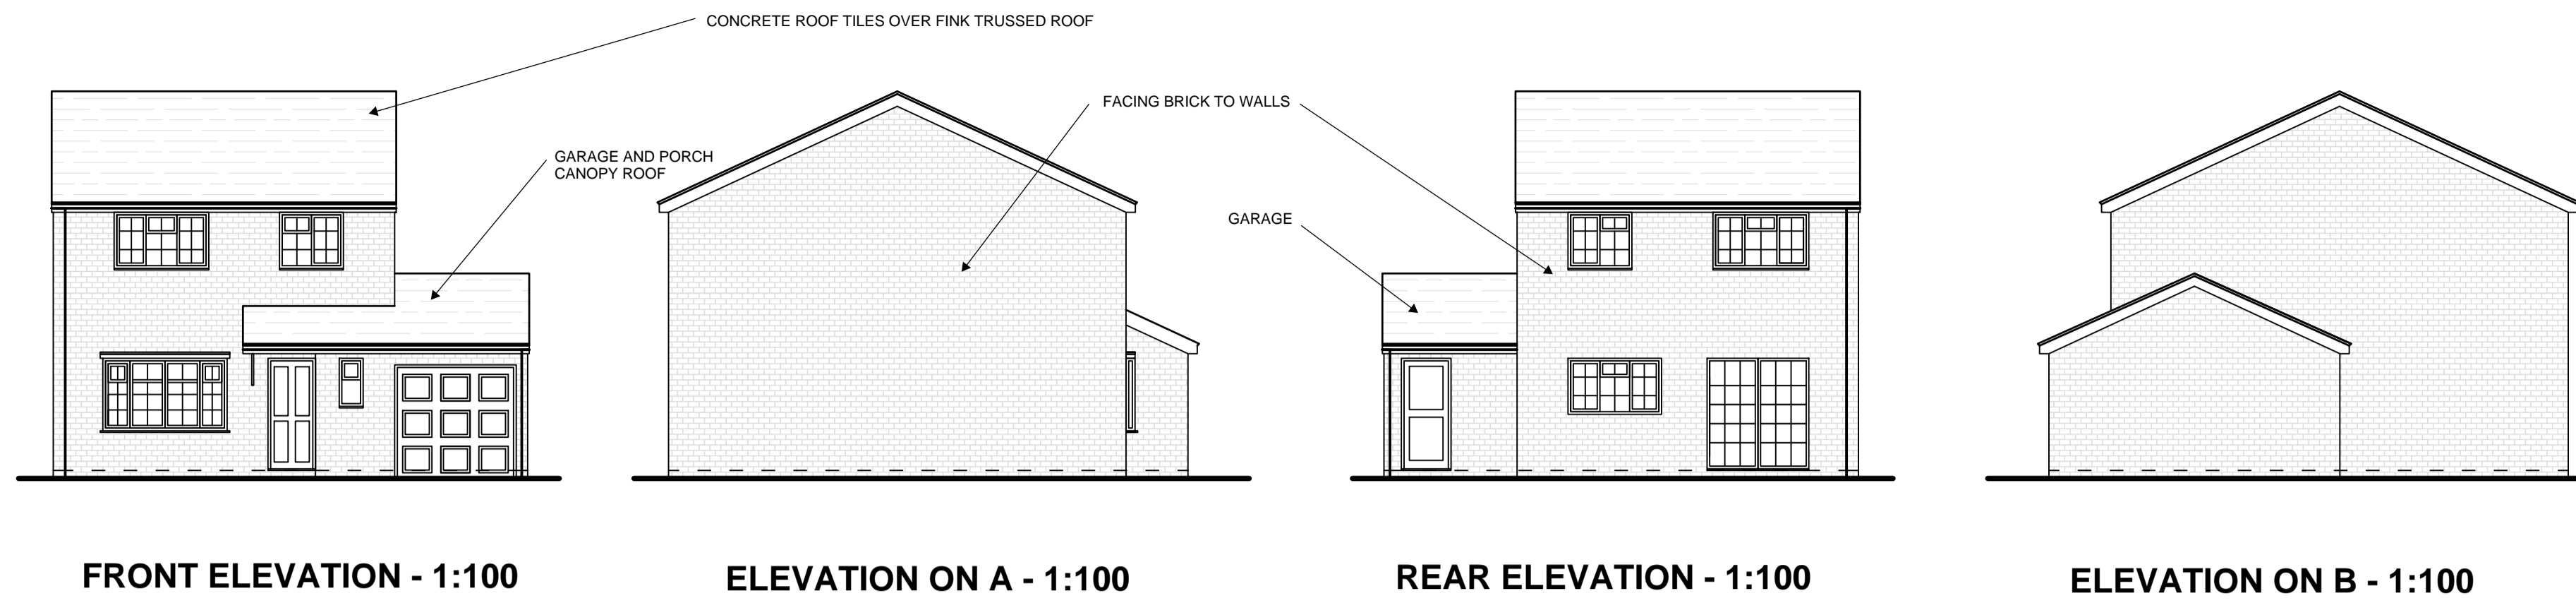 CONCRETE ROOF TILES OVER FINK TRUSSED ROOF
FACING BRICK TO WALLS
GARAGE AND PORCH
CANOPY ROOF
GARAGE
FRONT ELEVATION - 1:100
ELEVATION ON A - 1:100
REAR ELEVATION - 1:100
ELEVATION ON B - 1:100